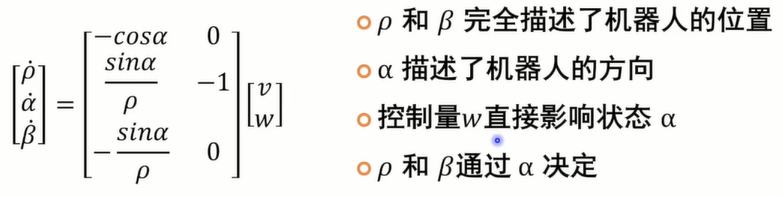 [ρ̇ α̇ β̇] = [−cosα 0; sinα/ρ −1; −sinα/ρ 0] [v w]
ρ 和 β 完全描述了机器人的位置
α 描述了机器人的方向
控制量w直接影响状态 α
ρ 和 β通过 α 决定